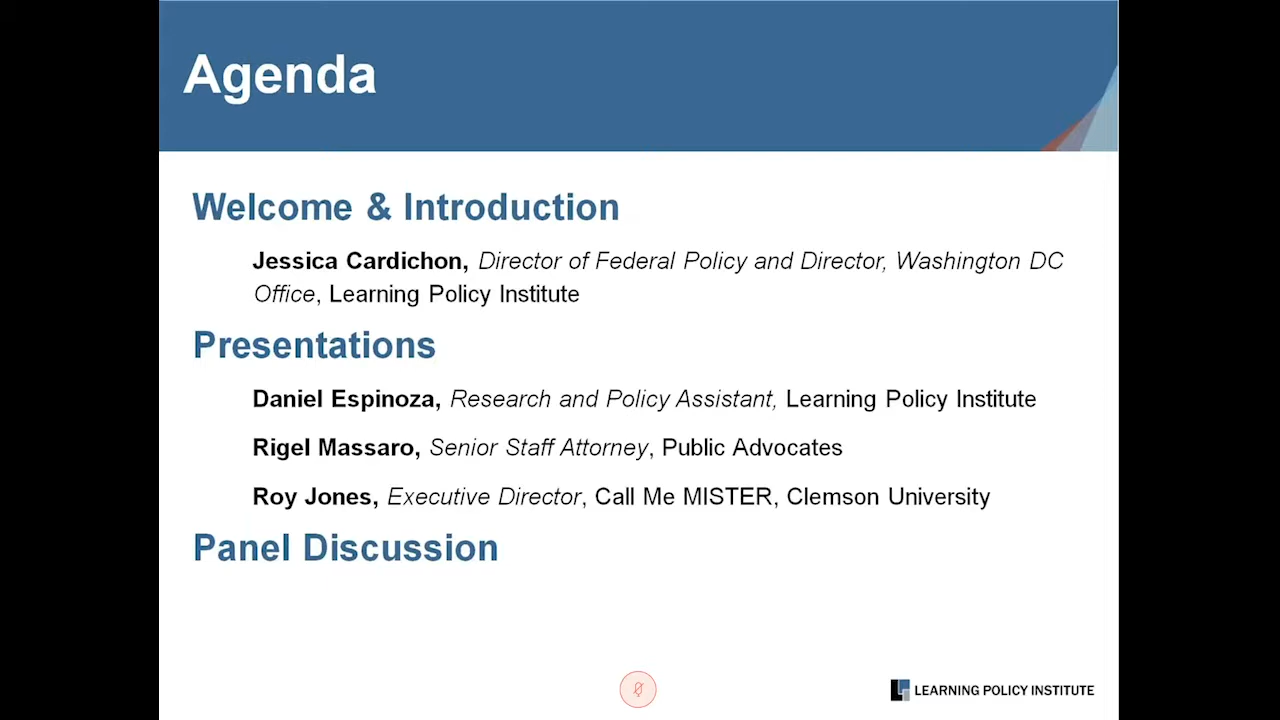 Agenda
Welcome & Introduction
Jessica Cardichon, Director of Federal Policy and Director, Washington DC
Office, Learning Policy Institute
Presentations
Daniel Espinoza, Research and Policy Assistant, Learning Policy Institute
Rigel Massaro, Senior Staff Attorney, Public Advocates
Roy Jones, Executive Director, Call Me MISTER, Clemson University
Panel Discussion
LEARNING POLICY INSTITUTE